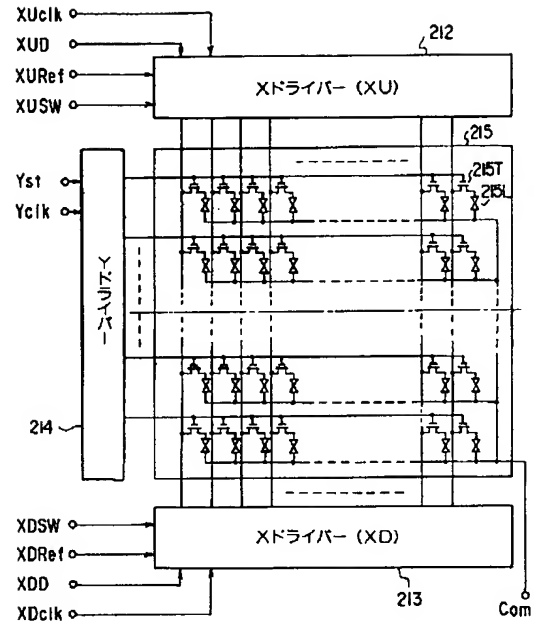 XUclk
XUD
XURef
XUSW
212
Xドライバー (XU)
215
215T
215L
Yst
Yclk
Yドライバー
214
XDSW
XDRef
XDD
XDclk
Xドライバー (XD)
213
Com